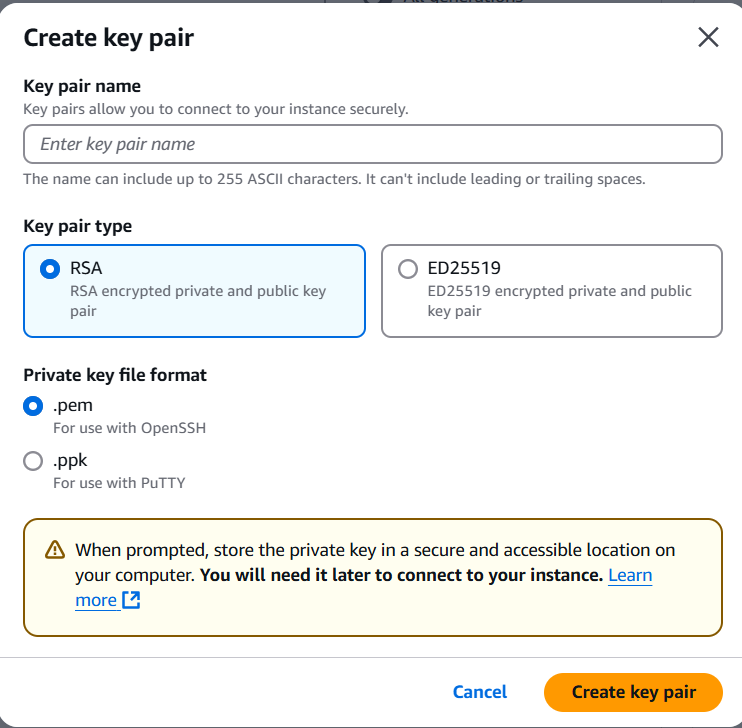 Create key pair
Key pair name
Key pairs allow you to connect to your instance securely.
Enter key pair name
The name can include up to 255 ASCII characters. It can't include leading or trailing spaces.
Key pair type
RSA
RSA encrypted private and public key
pair
ED25519
ED25519 encrypted private and public
key pair
Private key file format
.pem
For use with OpenSSH
.ppk
For use with PuTTY
When prompted, store the private key in a secure and accessible location on
your computer. You will need it later to connect to your instance. Learn
more
Cancel
Create key pair